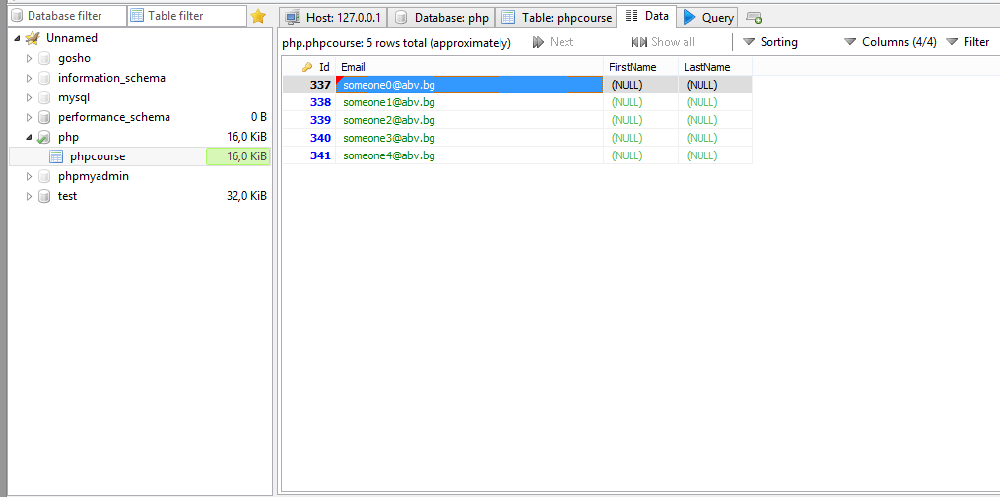 Database filter Table filter
Host: 127.0.0.1 Database: php Table: phpcourse Data Query
Unnamed
gosho
information_schema
mysql
performance_schema 0 B
php 16,0 KiB
phpcourse 16,0 KiB
phpmyadmin
test 32,0 KiB
php.phpcourse: 5 rows total (approximately) Next Show all Sorting Columns (4/4) Filter
Id Email FirstName LastName
337 someone0@abv.bg (NULL) (NULL)
338 someone1@abv.bg (NULL) (NULL)
339 someone2@abv.bg (NULL) (NULL)
340 someone3@abv.bg (NULL) (NULL)
341 someone4@abv.bg (NULL) (NULL)